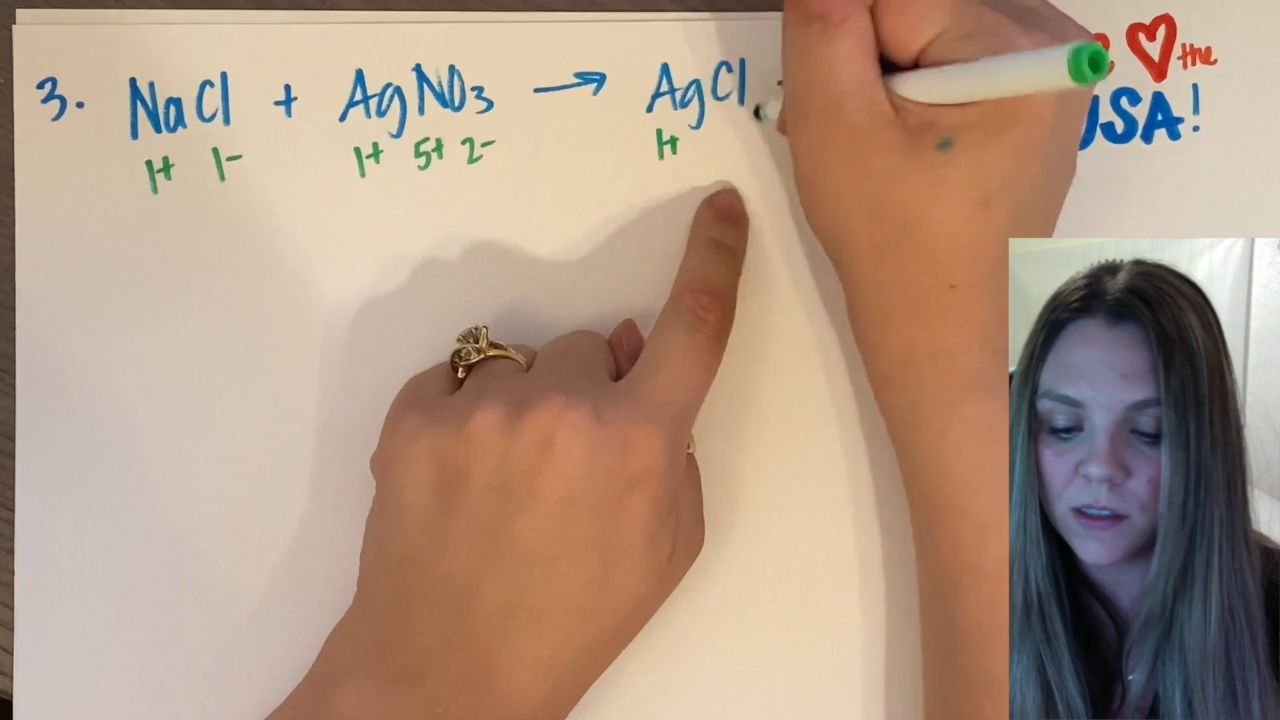 3. NaCl + AgNO3 → AgCl
1+ 1- 1+ 5+ 2- 1+
♥ the
USA!